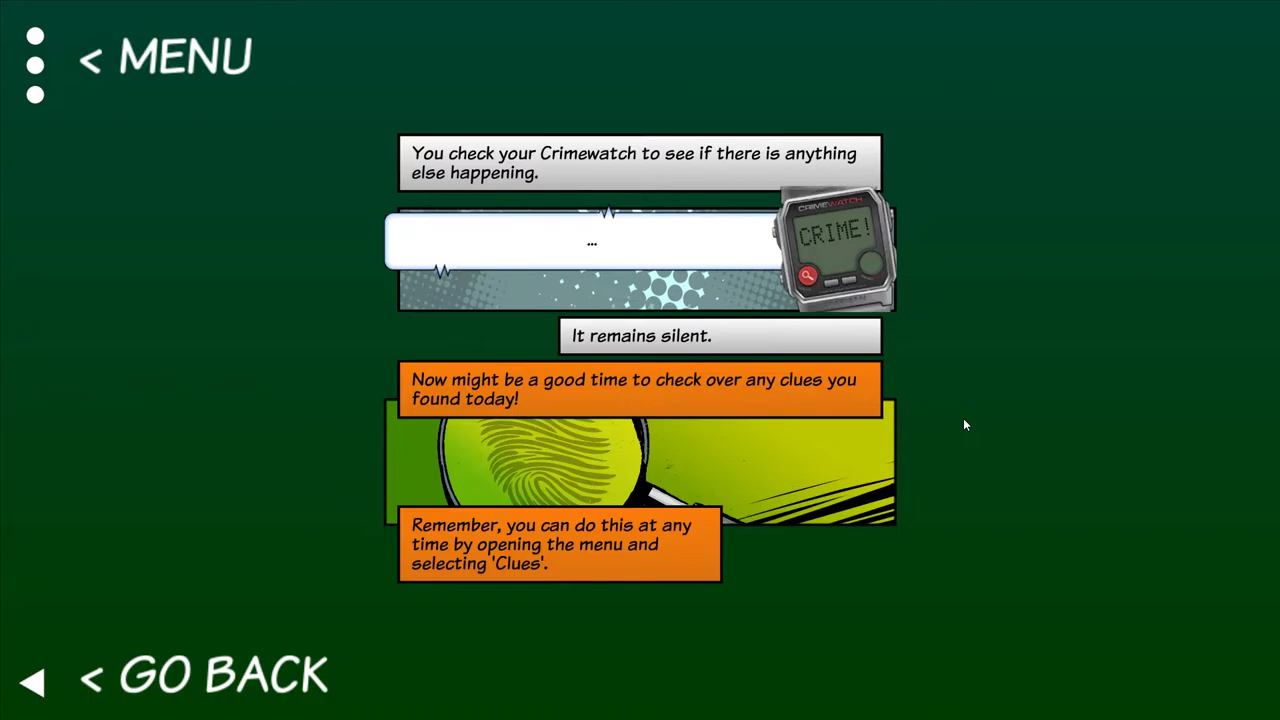 < MENU
You check your Crimewatch to see if there is anything
else happening.
CRIMEWATCH
CRIME!
...
It remains silent.
Now might be a good time to check over any clues you
found today!
Remember, you can do this at any
time by opening the menu and
selecting 'Clues'.
< GO BACK